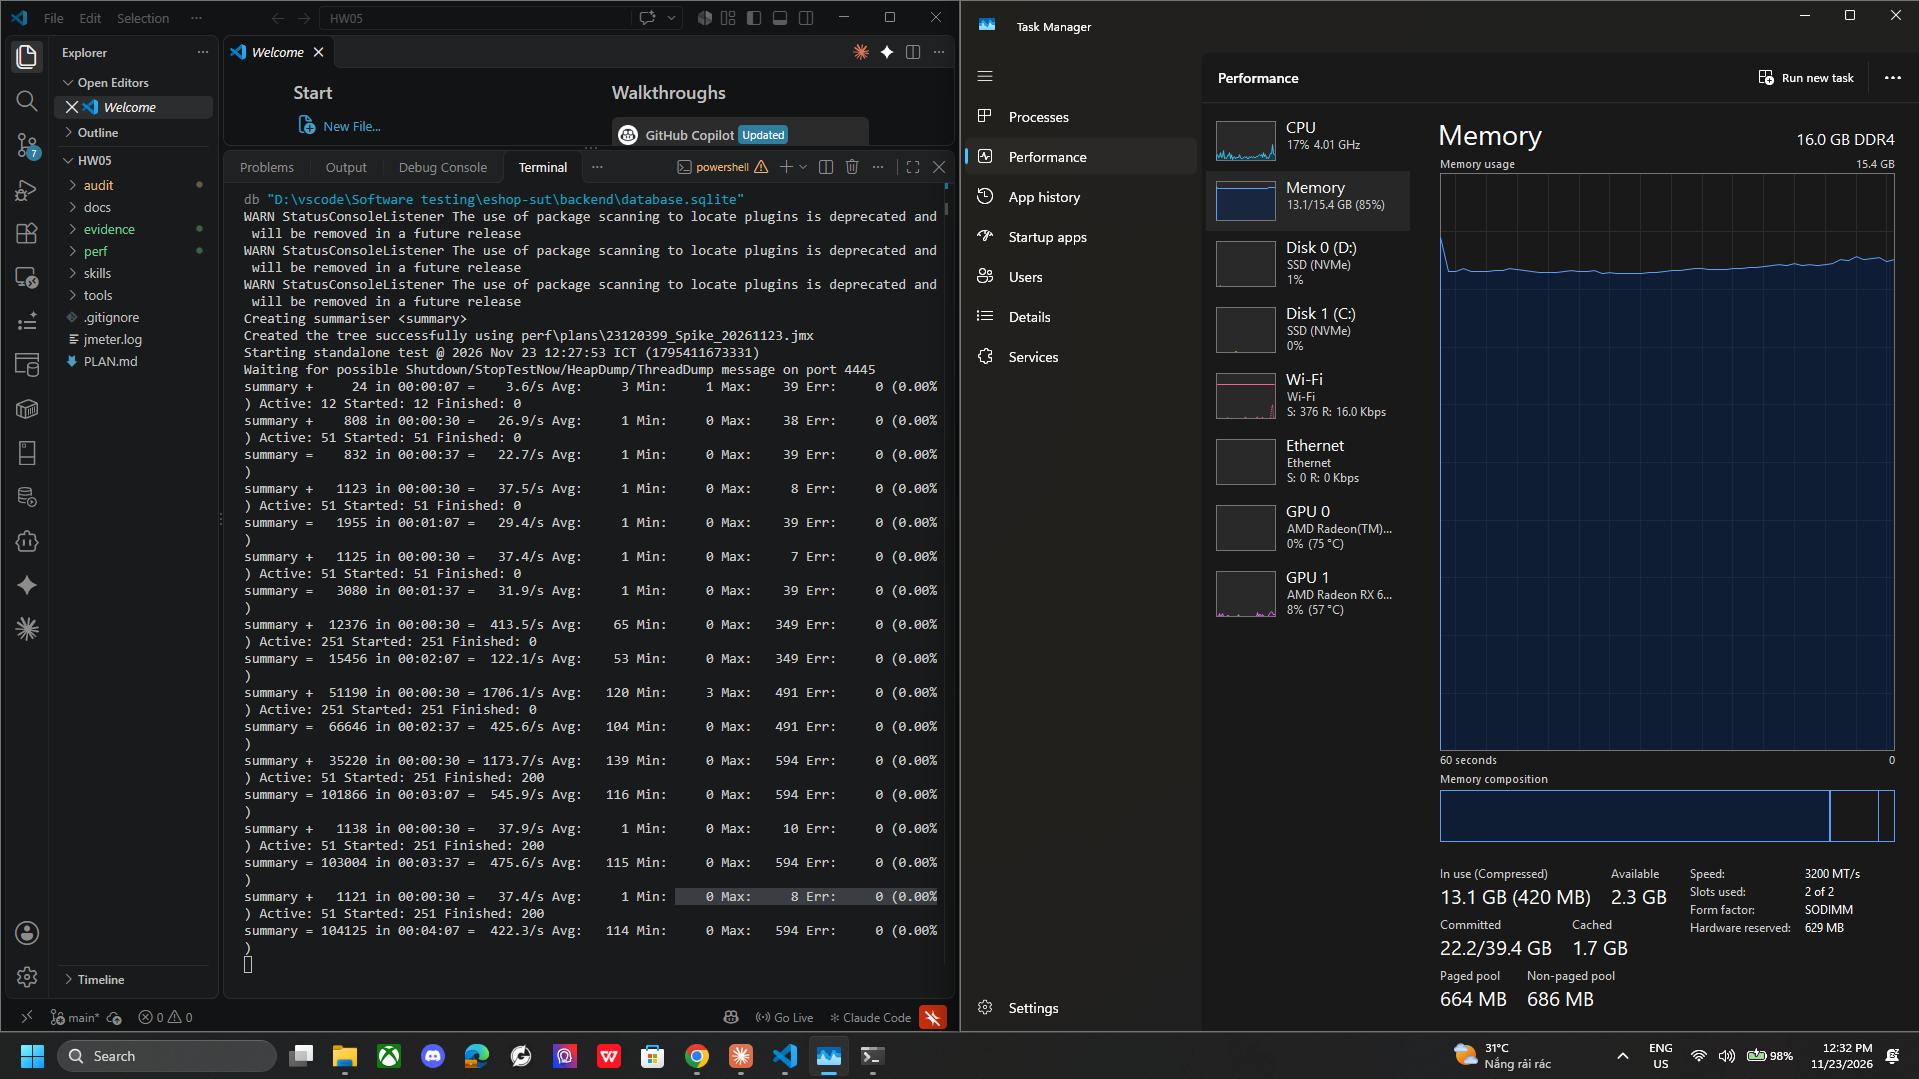 File Edit Selection ··· HW05
Explorer ···
Open Editors
Welcome
Outline
HW05
audit
docs
evidence
perf
skills
tools
.gitignore
jmeter.log
PLAN.md
Timeline
7
Welcome
Start
New File...
Walkthroughs
GitHub Copilot Updated
Problems Output Debug Console Terminal ··· powershell
db "D:\vscode\Software testing\eshop-sut\backend\database.sqlite"
WARN StatusConsoleListener The use of package scanning to locate plugins is deprecated and
will be removed in a future release
WARN StatusConsoleListener The use of package scanning to locate plugins is deprecated and
will be removed in a future release
WARN StatusConsoleListener The use of package scanning to locate plugins is deprecated and
will be removed in a future release
Creating summariser <summary>
Created the tree successfully using perf\plans\23120399_Spike_20261123.jmx
Starting standalone test @ 2026 Nov 23 12:27:53 ICT (1795411673331)
Waiting for possible Shutdown/StopTestNow/HeapDump/ThreadDump message on port 4445
summary + 24 in 00:00:07 = 3.6/s Avg: 3 Min: 1 Max: 39 Err: 0 (0.00%
) Active: 12 Started: 12 Finished: 0
summary + 808 in 00:00:30 = 26.9/s Avg: 1 Min: 0 Max: 38 Err: 0 (0.00%
) Active: 51 Started: 51 Finished: 0
summary = 832 in 00:00:37 = 22.7/s Avg: 1 Min: 0 Max: 39 Err: 0 (0.00%
)
summary + 1123 in 00:00:30 = 37.5/s Avg: 1 Min: 0 Max: 8 Err: 0 (0.00%
) Active: 51 Started: 51 Finished: 0
summary = 1955 in 00:01:07 = 29.4/s Avg: 1 Min: 0 Max: 39 Err: 0 (0.00%
)
summary + 1125 in 00:00:30 = 37.4/s Avg: 1 Min: 0 Max: 7 Err: 0 (0.00%
) Active: 51 Started: 51 Finished: 0
summary = 3080 in 00:01:37 = 31.9/s Avg: 1 Min: 0 Max: 39 Err: 0 (0.00%
)
summary + 12376 in 00:00:30 = 413.5/s Avg: 65 Min: 0 Max: 349 Err: 0 (0.00%
) Active: 251 Started: 251 Finished: 0
summary = 15456 in 00:02:07 = 122.1/s Avg: 53 Min: 0 Max: 349 Err: 0 (0.00%
)
summary + 51190 in 00:00:30 = 1706.1/s Avg: 120 Min: 3 Max: 491 Err: 0 (0.00%
) Active: 251 Started: 251 Finished: 0
summary = 66646 in 00:02:37 = 425.6/s Avg: 104 Min: 0 Max: 491 Err: 0 (0.00%
)
summary + 35220 in 00:00:30 = 1173.7/s Avg: 139 Min: 0 Max: 594 Err: 0 (0.00%
) Active: 51 Started: 251 Finished: 200
summary = 101866 in 00:03:07 = 545.9/s Avg: 116 Min: 0 Max: 594 Err: 0 (0.00%
)
summary + 1138 in 00:00:30 = 37.9/s Avg: 1 Min: 0 Max: 10 Err: 0 (0.00%
) Active: 51 Started: 251 Finished: 200
summary = 103004 in 00:03:37 = 475.6/s Avg: 115 Min: 0 Max: 594 Err: 0 (0.00%
)
summary + 1121 in 00:00:30 = 37.4/s Avg: 1 Min: 0 Max: 8 Err: 0 (0.00%
) Active: 51 Started: 251 Finished: 200
summary = 104125 in 00:04:07 = 422.3/s Avg: 114 Min: 0 Max: 594 Err: 0 (0.00%
)
main* 0 0 Go Live Claude Code
Task Manager
Processes
Performance
App history
Startup apps
Users
Details
Services
Settings
Performance Run new task ···
CPU
17% 4.01 GHz
Memory
13.1/15.4 GB (85%)
Disk 0 (D:)
SSD (NVMe)
1%
Disk 1 (C:)
SSD (NVMe)
0%
Wi-Fi
Wi-Fi
S: 376 R: 16.0 Kbps
Ethernet
Ethernet
S: 0 R: 0 Kbps
GPU 0
AMD Radeon(TM)...
0% (75 °C)
GPU 1
AMD Radeon RX 6...
8% (57 °C)
Memory 16.0 GB DDR4
Memory usage 15.4 GB
60 seconds 0
Memory composition
In use (Compressed) Available
13.1 GB (420 MB) 2.3 GB
Committed Cached
22.2/39.4 GB 1.7 GB
Paged pool Non-paged pool
664 MB 686 MB
Speed: 3200 MT/s
Slots used: 2 of 2
Form factor: SODIMM
Hardware reserved: 629 MB
Search
31°C
Nắng rải rác
ENG
US
98%
12:32 PM
11/23/2026